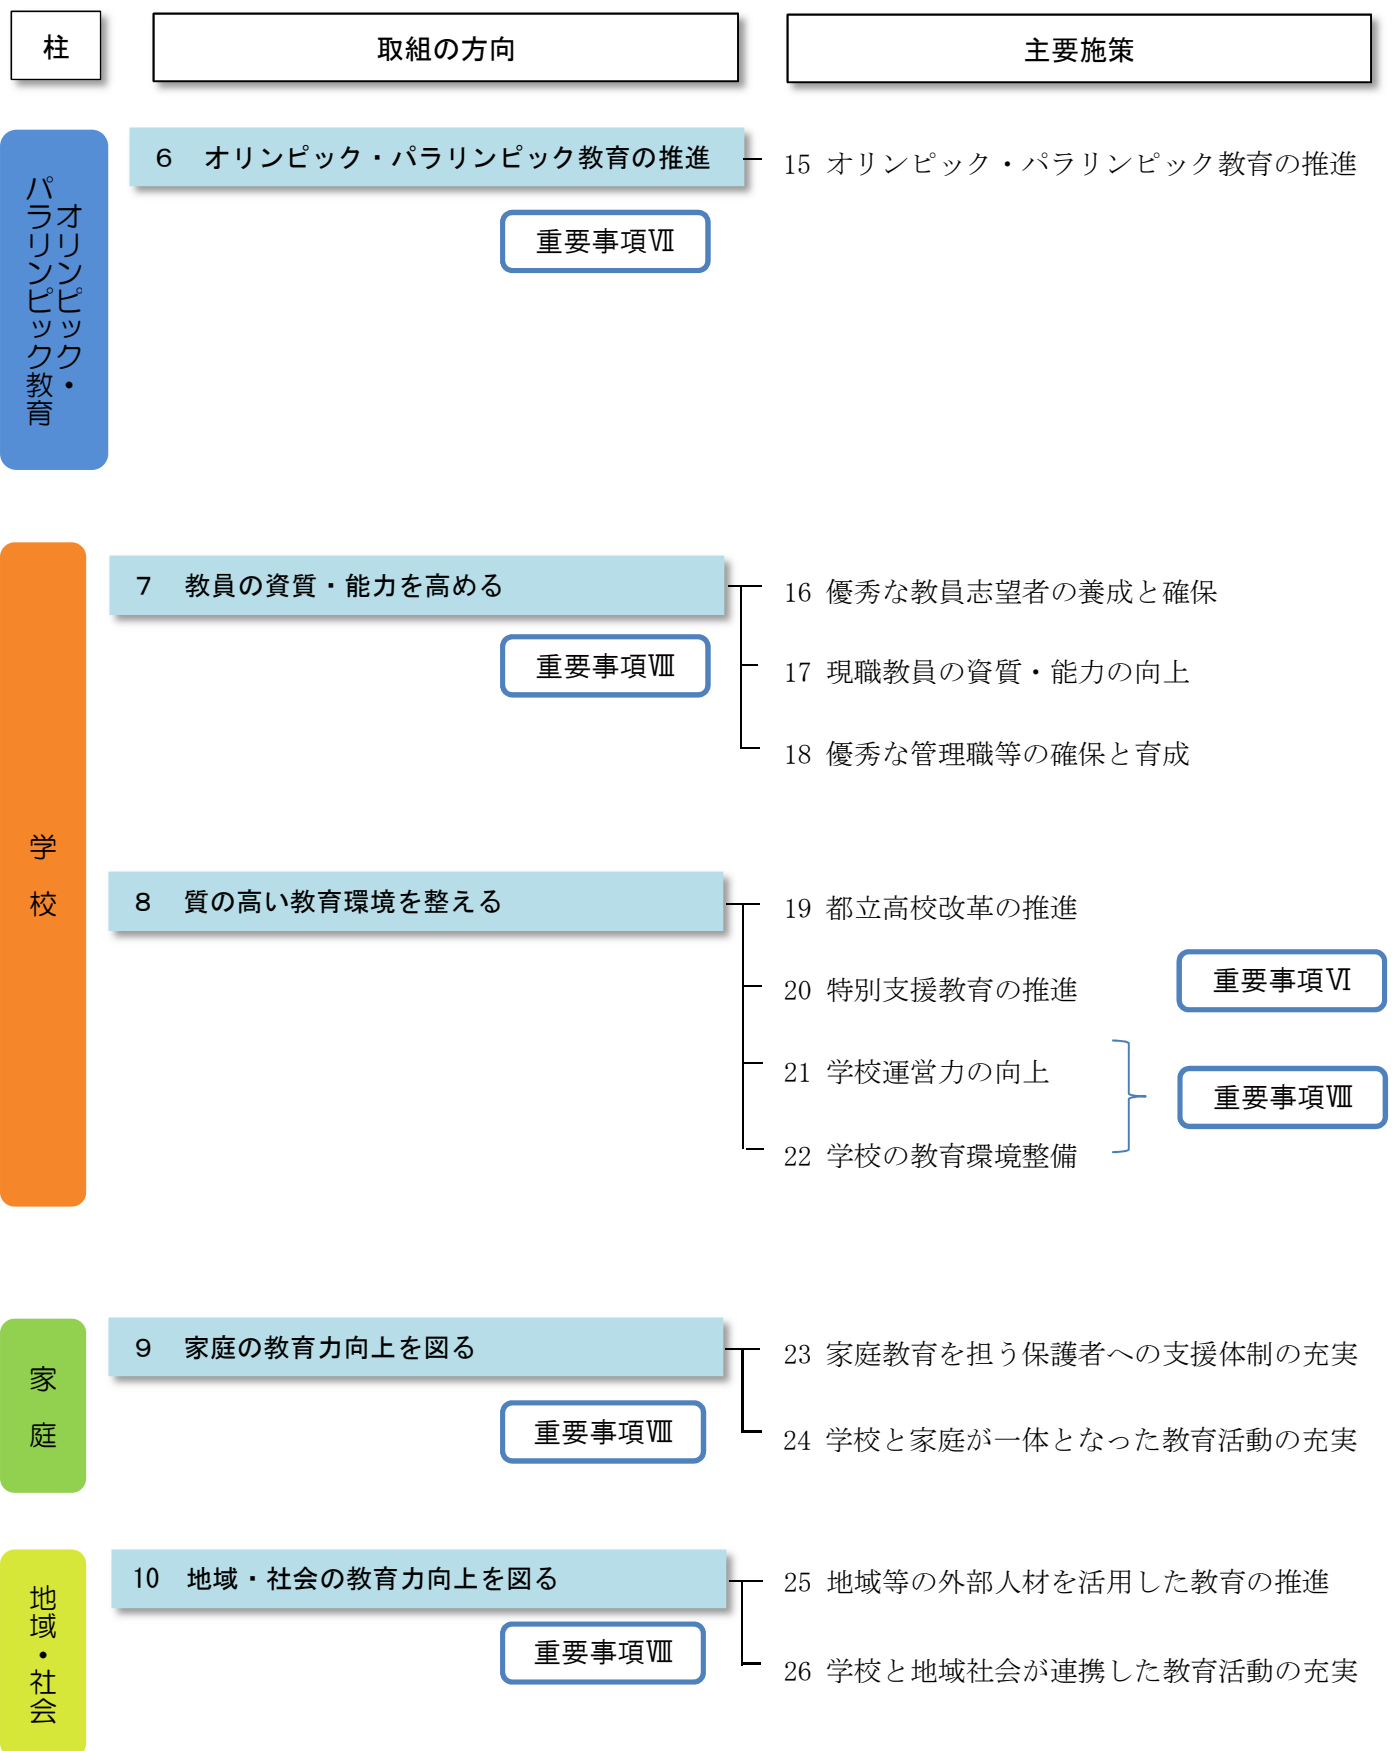 柱
取組の方向
主要施策
オリンピック・
パラリンピック教育
６　オリンピック・パラリンピック教育の推進
15 オリンピック・パラリンピック教育の推進
重要事項Ⅶ
学校
７　教員の資質・能力を高める
16 優秀な教員志望者の養成と確保
重要事項Ⅷ
17 現職教員の資質・能力の向上
18 優秀な管理職等の確保と育成
８　質の高い教育環境を整える
19 都立高校改革の推進
20 特別支援教育の推進
重要事項Ⅵ
21 学校運営力の向上
重要事項Ⅷ
22 学校の教育環境整備
家庭
９　家庭の教育力向上を図る
23 家庭教育を担う保護者への支援体制の充実
重要事項Ⅷ
24 学校と家庭が一体となった教育活動の充実
地域・社会
10　地域・社会の教育力向上を図る
25 地域等の外部人材を活用した教育の推進
重要事項Ⅷ
26 学校と地域社会が連携した教育活動の充実